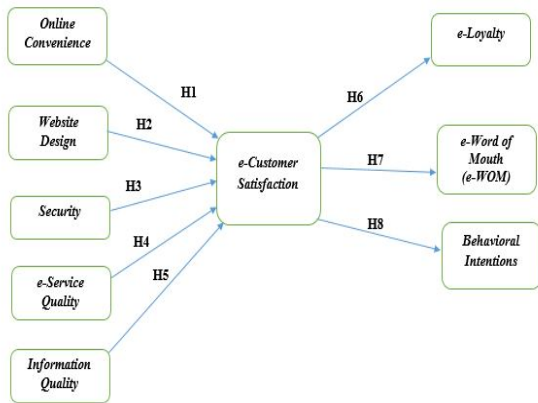 Online
Convenience
H1
Website
Design
H2
Security
H3
e-Service
Quality
H4
Information
Quality
H5
e-Customer
Satisfaction
H6
e-Loyalty
H7
e-Word of
Mouth
(e-WOM)
H8
Behavioral
Intentions